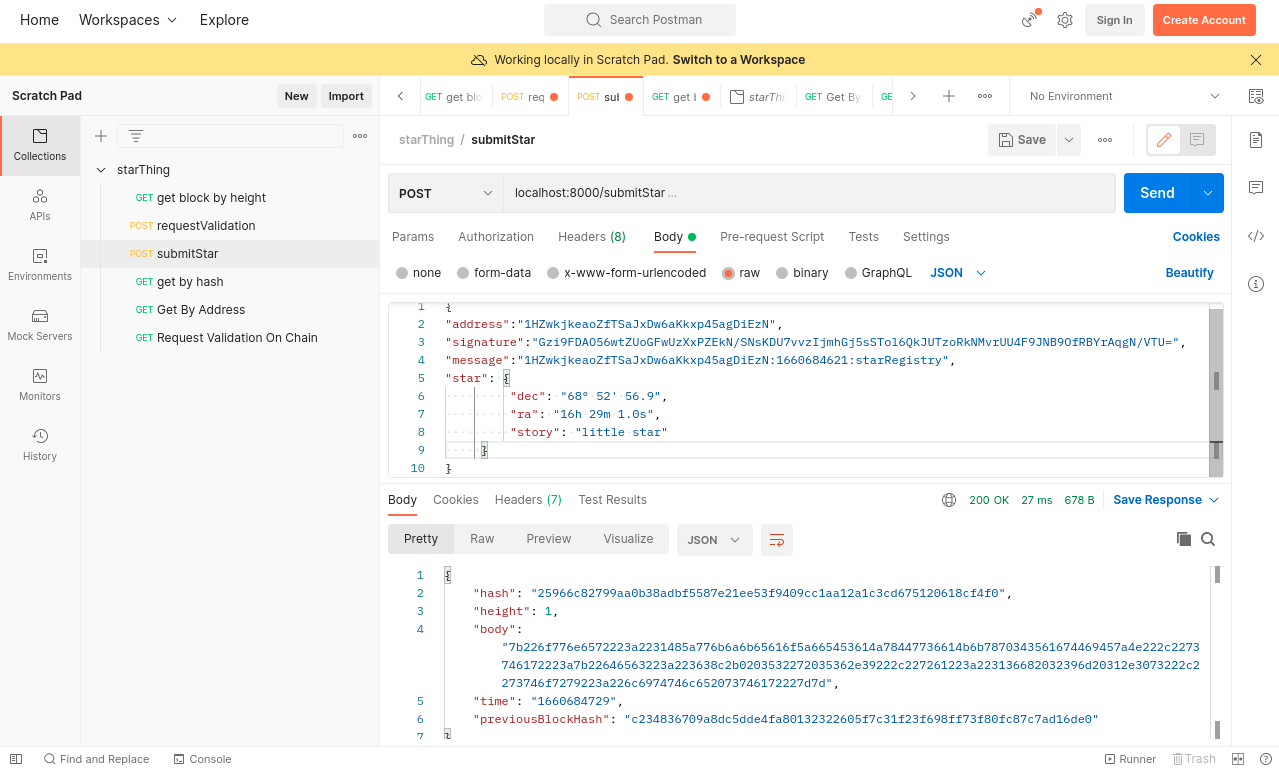 Home Workspaces Explore Search Postman Sign In Create Account
Working locally in Scratch Pad. Switch to a Workspace
Scratch Pad New Import
GET get blo POST req POST sub GET get b starThi GET Get By GE No Environment
Collections
APIs
Environments
Mock Servers
Monitors
History
starThing
GET get block by height
POST requestValidation
POST submitStar
GET get by hash
GET Get By Address
GET Request Validation On Chain
starThing / submitStar Save
POST localhost:8000/submitStar ... Send
Params Authorization Headers (8) Body Pre-request Script Tests Settings Cookies
none form-data x-www-form-urlencoded raw binary GraphQL JSON Beautify
1 {
2 "address":"1HZwkjkeaoZfTSaJxDw6aKkxp45agDiEzN",
3 "signature":"Gzi9FDAO56wtZUoGFwUzXxPZEkN/SNsKDU7vvzIjmhGj5sSTol6QkJUTzoRkNMvrUU4F9JNB9OfRBYrAqgN/VTU=",
4 "message":"1HZwkjkeaoZfTSaJxDw6aKkxp45agDiEzN:1660684621:starRegistry",
5 "star": {
6 "dec": "68° 52' 56.9",
7 "ra": "16h 29m 1.0s",
8 "story": "little star"
9 }
10 }
Body Cookies Headers (7) Test Results 200 OK 27 ms 678 B Save Response
Pretty Raw Preview Visualize JSON
1 {
2 "hash": "25966c82799aa0b38adbf5587e21ee53f9409cc1aa12a1c3cd675120618cf4f0",
3 "height": 1,
4 "body":
"7b226f776e6572223a2231485a776b6a6b65616f5a665453614a78447736614b6b7870343561674469457a4e222c2273
746172223a7b22646563223a223638c2b0203532272035362e39222c227261223a223136682032396d20312e3073222c2
273746f7279223a226c6974746c652073746172227d7d",
5 "time": "1660684729",
6 "previousBlockHash": "c234836709a8dc5dde4fa80132322605f7c31f23f698ff73f80fc87c7ad16de0"
7 }
Find and Replace Console Runner Trash